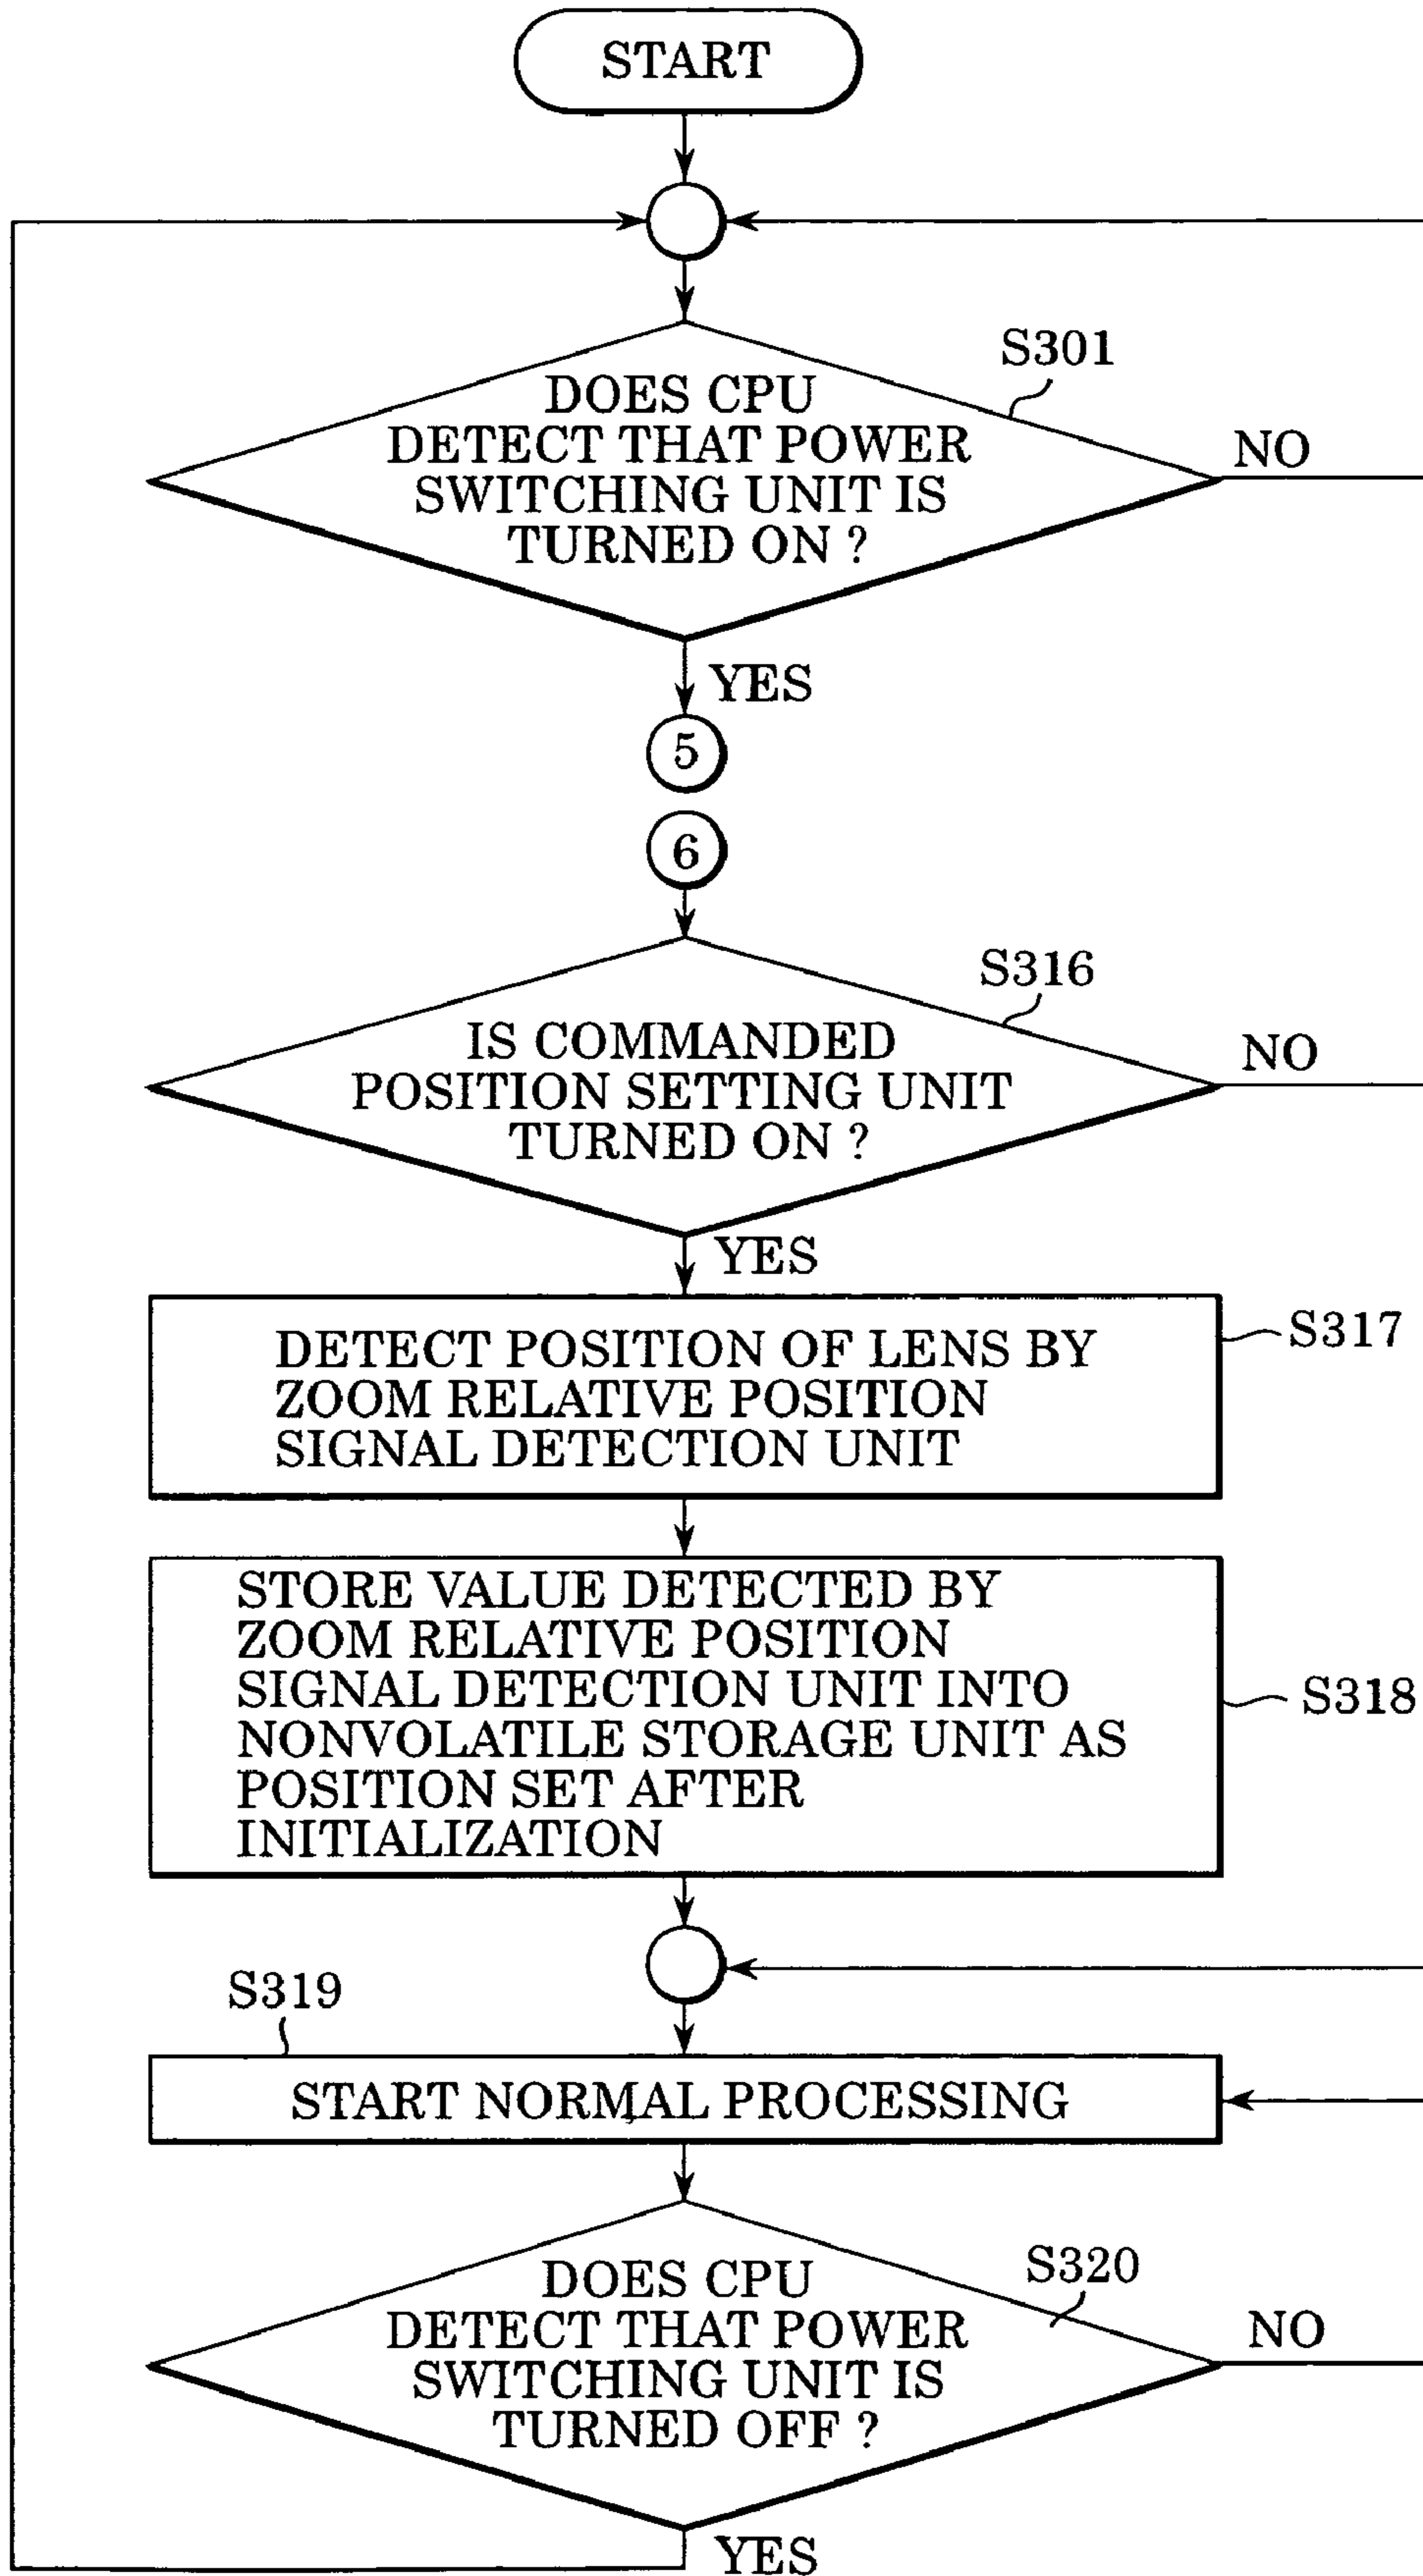 START
S301
DOES CPU
DETECT THAT POWER
SWITCHING UNIT IS
TURNED ON ?
NO
YES
5
6
S316
IS COMMANDED
POSITION SETTING UNIT
TURNED ON ?
NO
YES
S317
DETECT POSITION OF LENS BY
ZOOM RELATIVE POSITION
SIGNAL DETECTION UNIT
STORE VALUE DETECTED BY
ZOOM RELATIVE POSITION
SIGNAL DETECTION UNIT INTO
NONVOLATILE STORAGE UNIT AS
POSITION SET AFTER
INITIALIZATION
S318
S319
START NORMAL PROCESSING
S320
DOES CPU
DETECT THAT POWER
SWITCHING UNIT IS
TURNED OFF ?
NO
YES